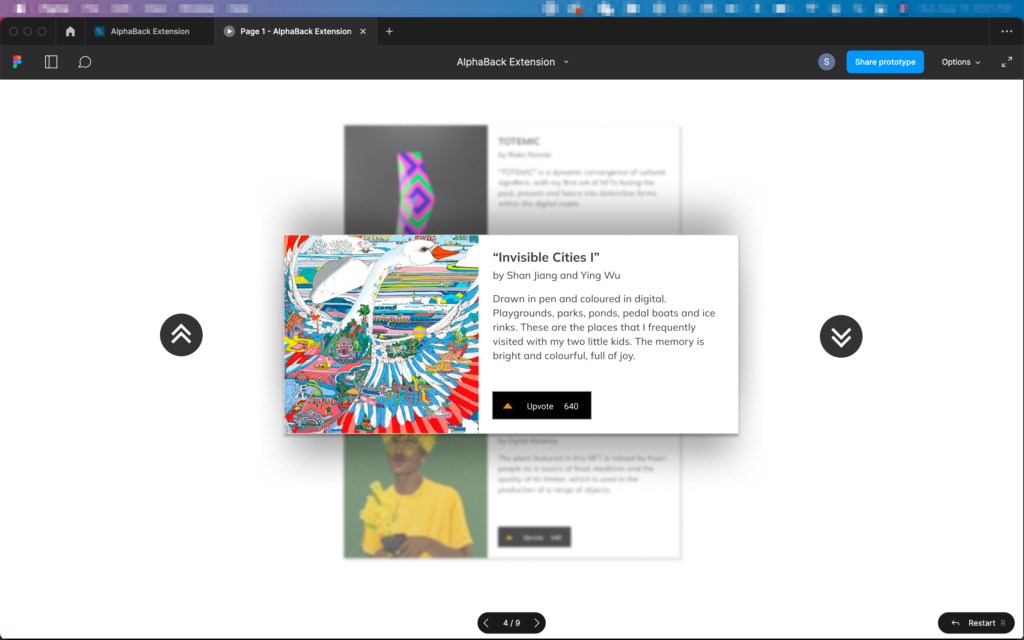 AlphaBack Extension
Page 1 - AlphaBack Extension
AlphaBack Extension
S
Share prototype
Options
TOTEMIC
by Reko Rennie
"TOTEMIC" is a dynamic convergence of cultural
signifiers, with my first set of NFTs fusing the
past, present and future into distinctive forms
within the digital realm.
“Invisible Cities I”
by Shan Jiang and Ying Wu
Drawn in pen and coloured in digital.
Playgrounds, parks, ponds, pedal boats and ice
rinks. These are the places that I frequently
visited with my two little kids. The memory is
bright and colourful, full of joy.
Upvote 640
by Dylan Mooney
The plant featured in this NFT is valued by Koori
people as a source of food, medicine and the
quality of its timber, which is used in the
production of a range of objects.
Upvote 640
4 / 9
Restart R